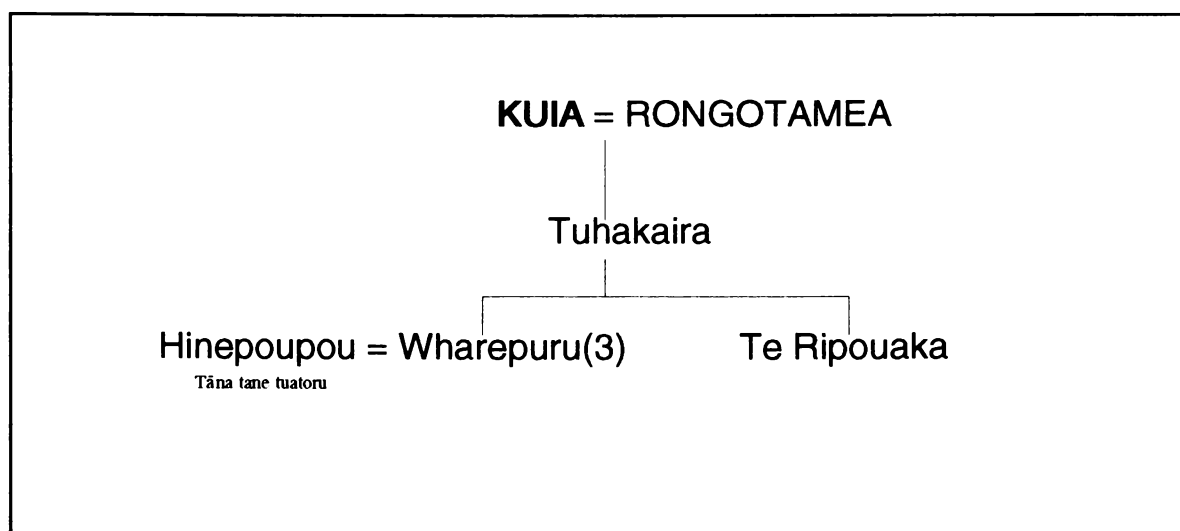 KUIA = RONGOTAMEA
Tuhakaira
Hinepoupou = Wharepuru(3) Te Ripouaka
Tāna tane tuatoru